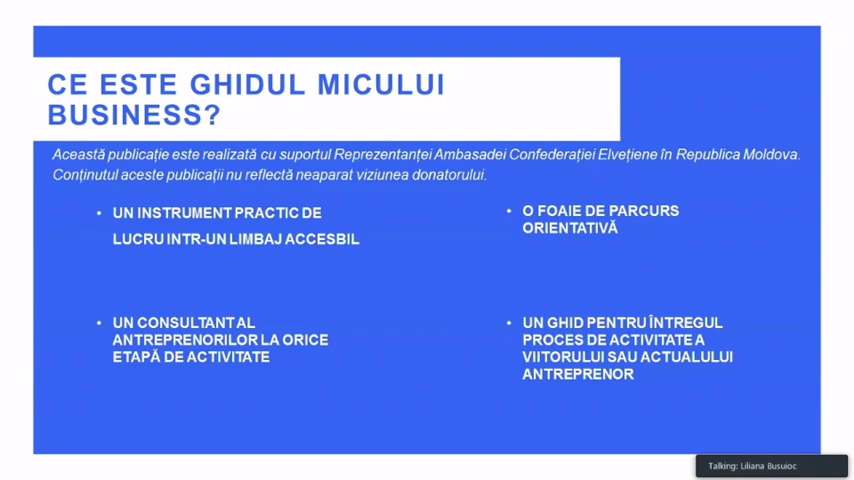 CE ESTE GHIDUL MICULUI
BUSINESS?
Această publicație este realizată cu suportul Reprezentanței Ambasadei Confederației Elvețiene în Republica Moldova.
Conținutul aceste publicații nu reflectă neaparat viziunea donatorului.
• UN INSTRUMENT PRACTIC DE
LUCRU INTR-UN LIMBAJ ACCESBIL
• O FOAIE DE PARCURS
ORIENTATIVĂ
• UN CONSULTANT AL
ANTREPRENORILOR LA ORICE
ETAPĂ DE ACTIVITATE
• UN GHID PENTRU ÎNTREGUL
PROCES DE ACTIVITATE A
VIITORULUI SAU ACTUALULUI
ANTREPRENOR
Talking: Liliana Busuioc